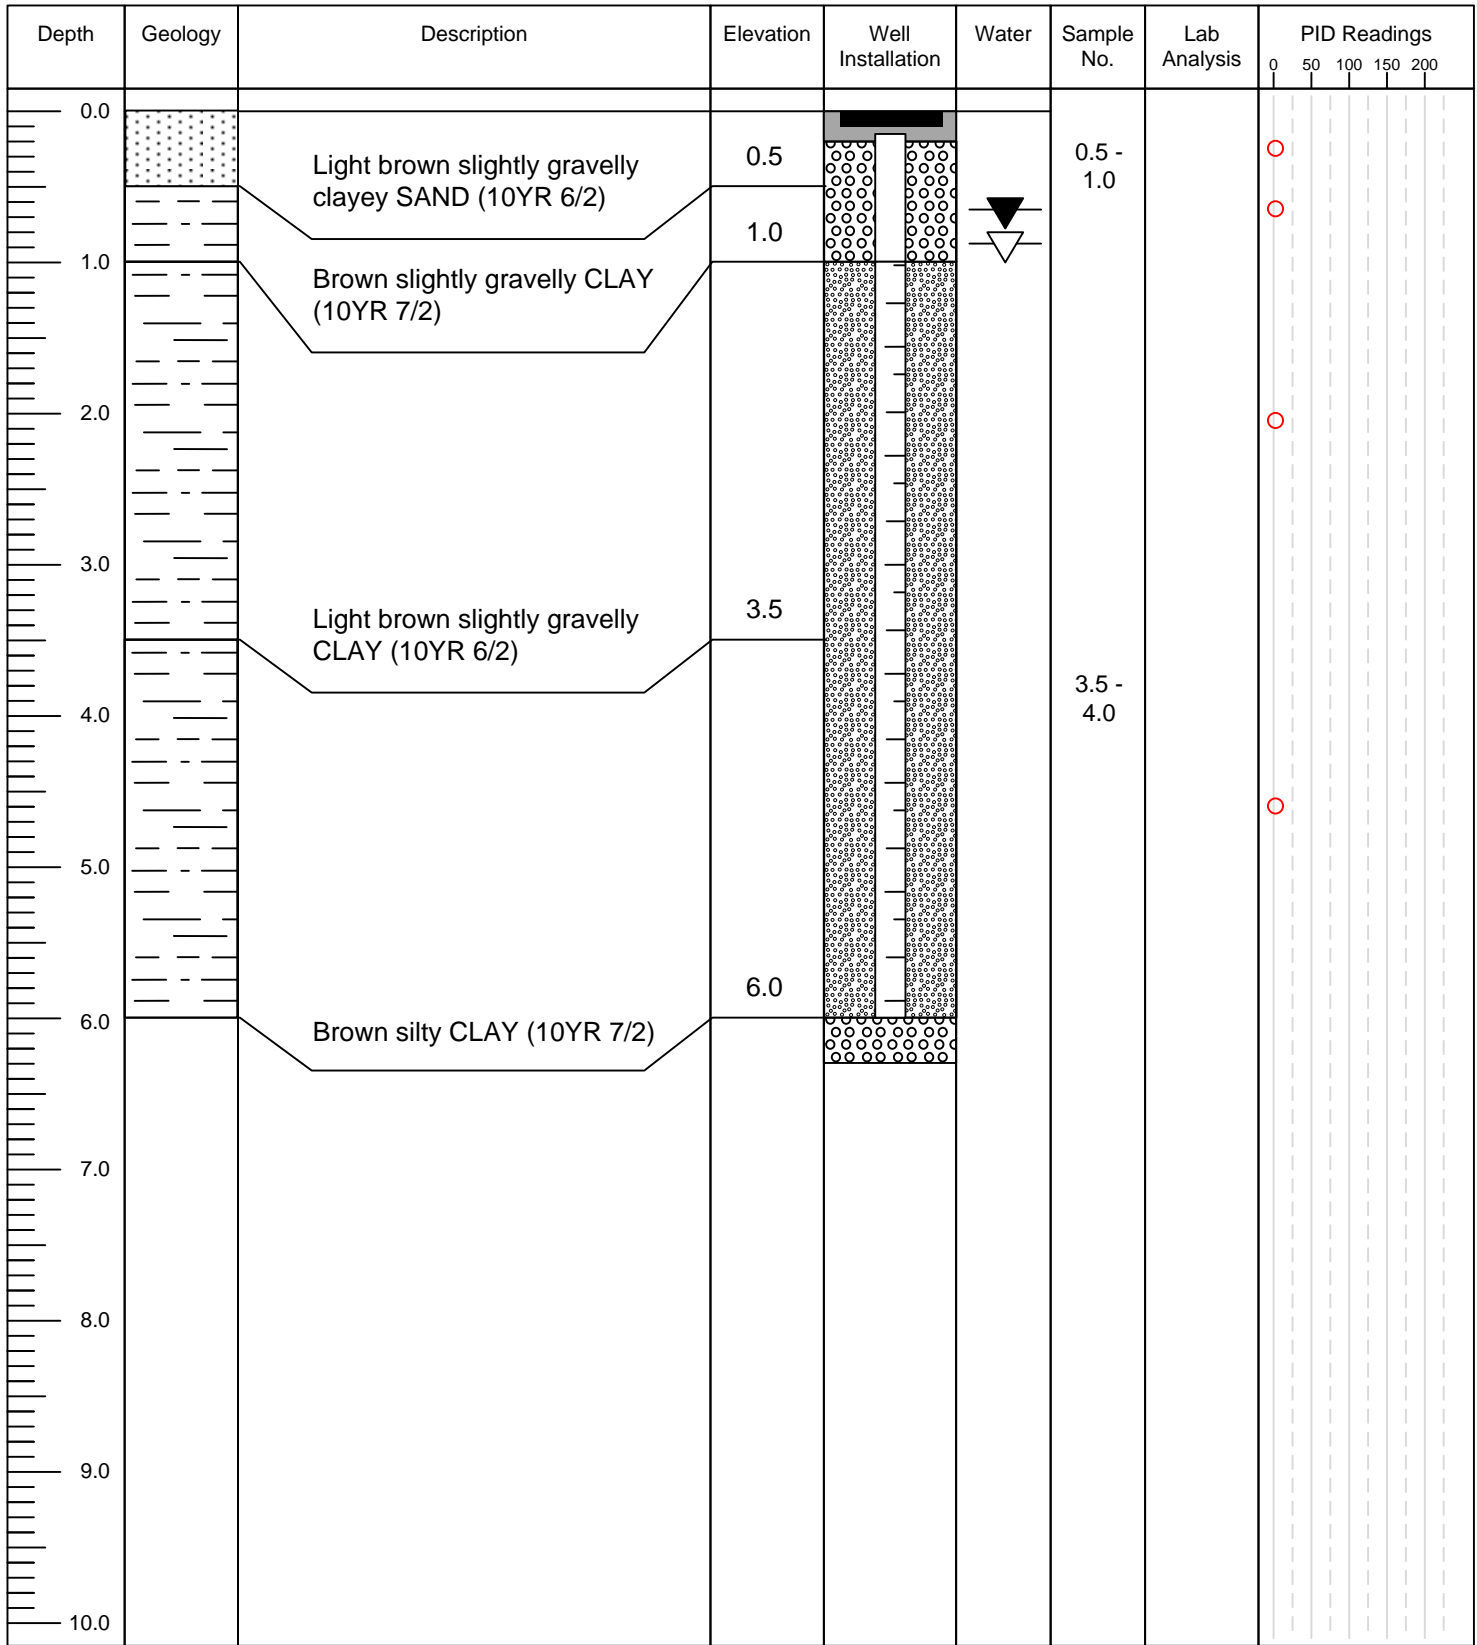 Depth
Geology
Description
Elevation
Well
Installation
Water
Sample
No.
Lab
Analysis
PID Readings
0 50 100 150 200
0.0
Light brown slightly gravelly
clayey SAND (10YR 6/2)
0.5
0.5 -
1.0
1.0
1.0
Brown slightly gravelly CLAY
(10YR 7/2)
2.0
3.0
Light brown slightly gravelly
CLAY (10YR 6/2)
3.5
3.5 -
4.0
4.0
5.0
6.0
6.0
Brown silty CLAY (10YR 7/2)
7.0
8.0
9.0
10.0